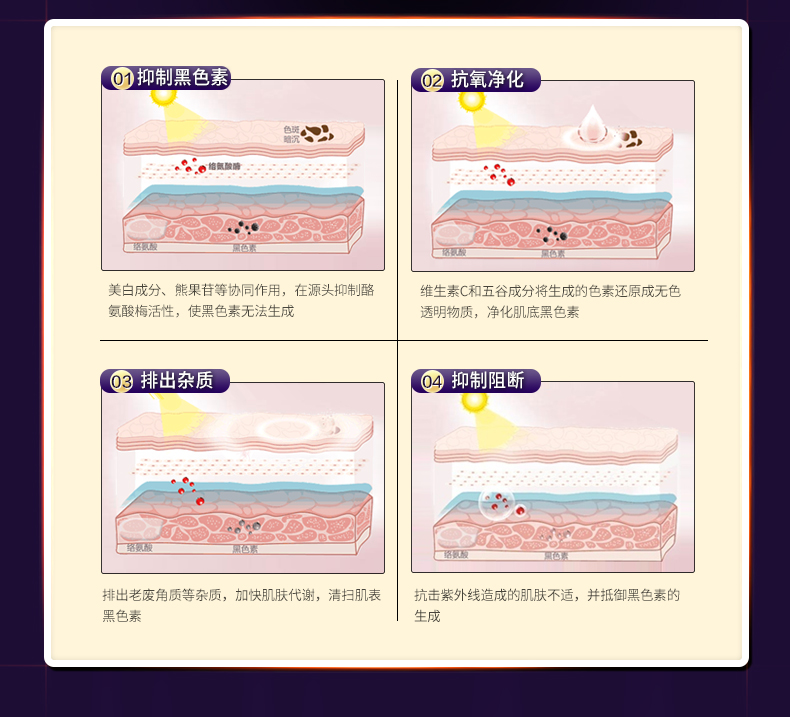 01 抑制黑色素
色斑
暗沉
络氨酸酶
络氨酸
黑色素
美白成分、熊果苷等协同作用，在源头抑制酪
氨酸梅活性，使黑色素无法生成
02 抗氧净化
络氨酸
黑色素
维生素C和五谷成分将生成的色素还原成无色
透明物质，净化肌底黑色素
03 排出杂质
络氨酸
黑色素
排出老废角质等杂质，加快肌肤代谢，清扫肌表
黑色素
04 抑制阻断
络氨酸
黑色素
抗击紫外线造成的肌肤不适，并抵御黑色素的
生成